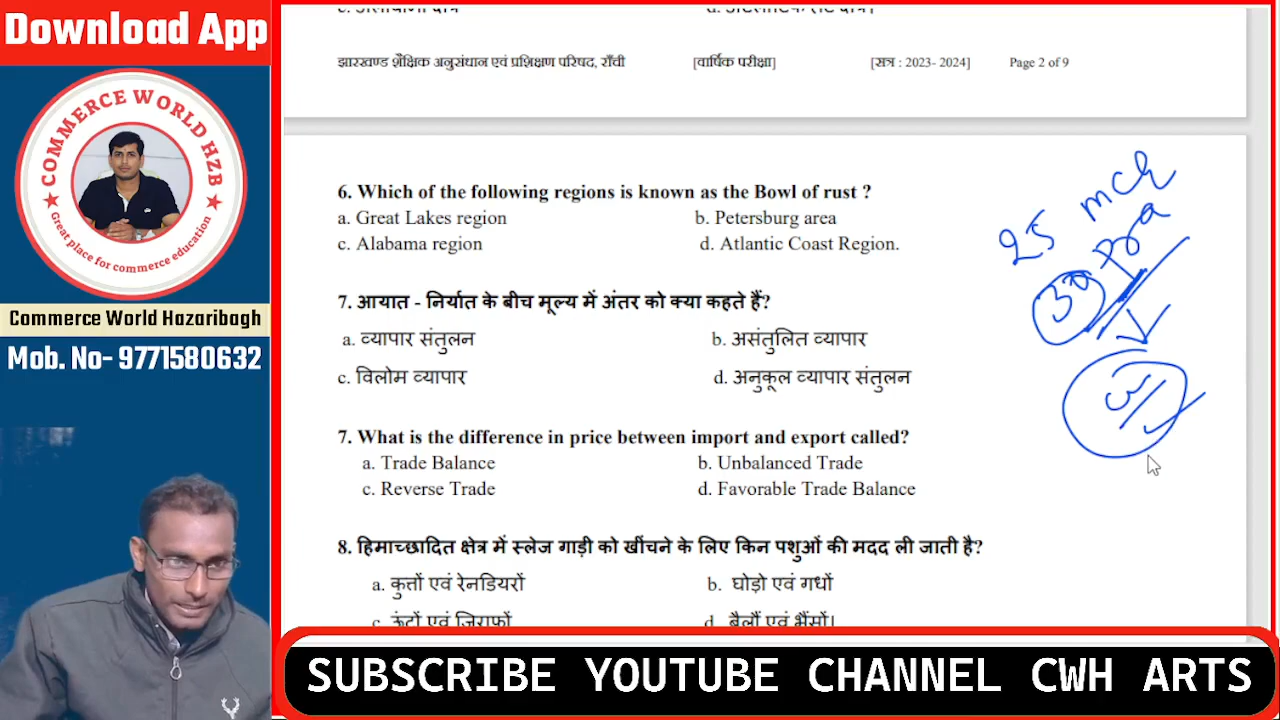 Download App
COMMERCE WORLD HZB
Great place for commerce education
Commerce World Hazaribagh
Mob. No- 9771580632
झारखण्ड शैक्षिक अनुसंधान एवं प्रशिक्षण परिषद, राँची [वार्षिक परीक्षा] [सत्र : 2023- 2024] Page 2 of 9
6. Which of the following regions is known as the Bowl of rust ?
a. Great Lakes region b. Petersburg area
c. Alabama region d. Atlantic Coast Region.
7. आयात - निर्यात के बीच मूल्य में अंतर को क्या कहते हैं?
a. व्यापार संतुलन b. असंतुलित व्यापार
c. विलोम व्यापार d. अनुकूल व्यापार संतुलन
7. What is the difference in price between import and export called?
a. Trade Balance b. Unbalanced Trade
c. Reverse Trade d. Favorable Trade Balance
8. हिमाच्छादित क्षेत्र में स्लेज गाड़ी को खींचने के लिए किन पशुओं की मदद ली जाती है?
a. कुत्तों एवं रेनडियरों b. घोड़ो एवं गधों
c. ऊंटों एवं जिराफों d. बैलों एवं भैंसों।
25 mcq
SUBSCRIBE YOUTUBE CHANNEL CWH ARTS